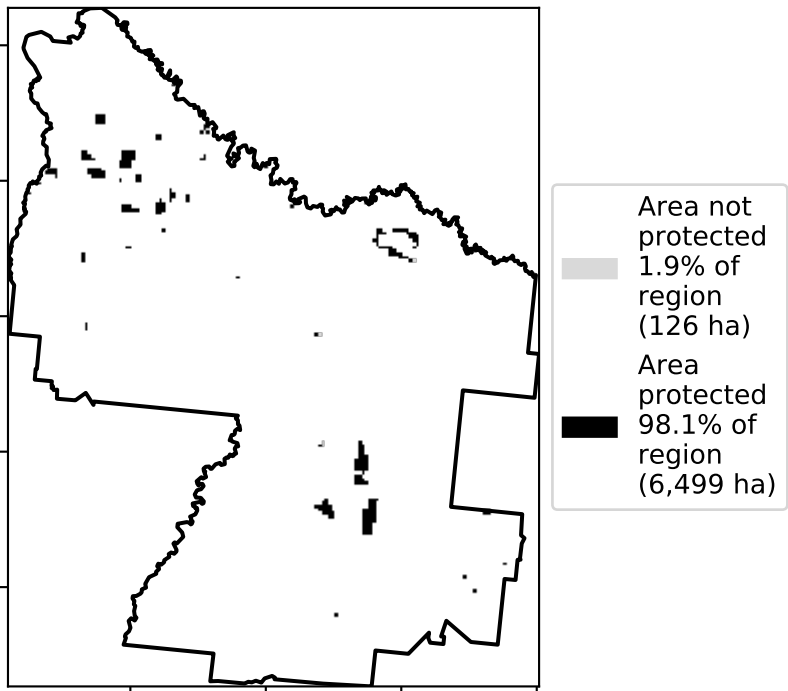 Area not
protected
1.9% of
region
(126 ha)
Area
protected
98.1% of
region
(6,499 ha)